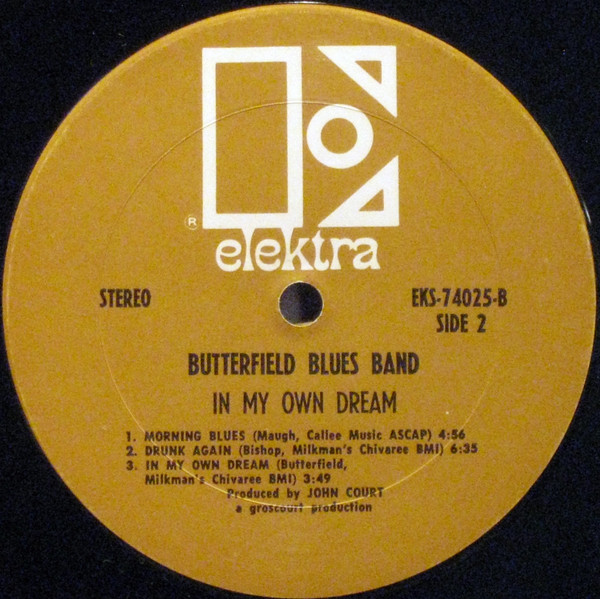 ®
elektra
STEREO
EKS-74025-B
SIDE 2
BUTTERFIELD BLUES BAND
IN MY OWN DREAM
1. MORNING BLUES (Maugh, Callee Music ASCAP) 4:56
2. DRUNK AGAIN (Bishop, Milkman's Chivaree BMI) 6:35
3. IN MY OWN DREAM (Butterfield,
Milkman's Chivaree BMI) 3:49
Produced by JOHN COURT
a groscourt production